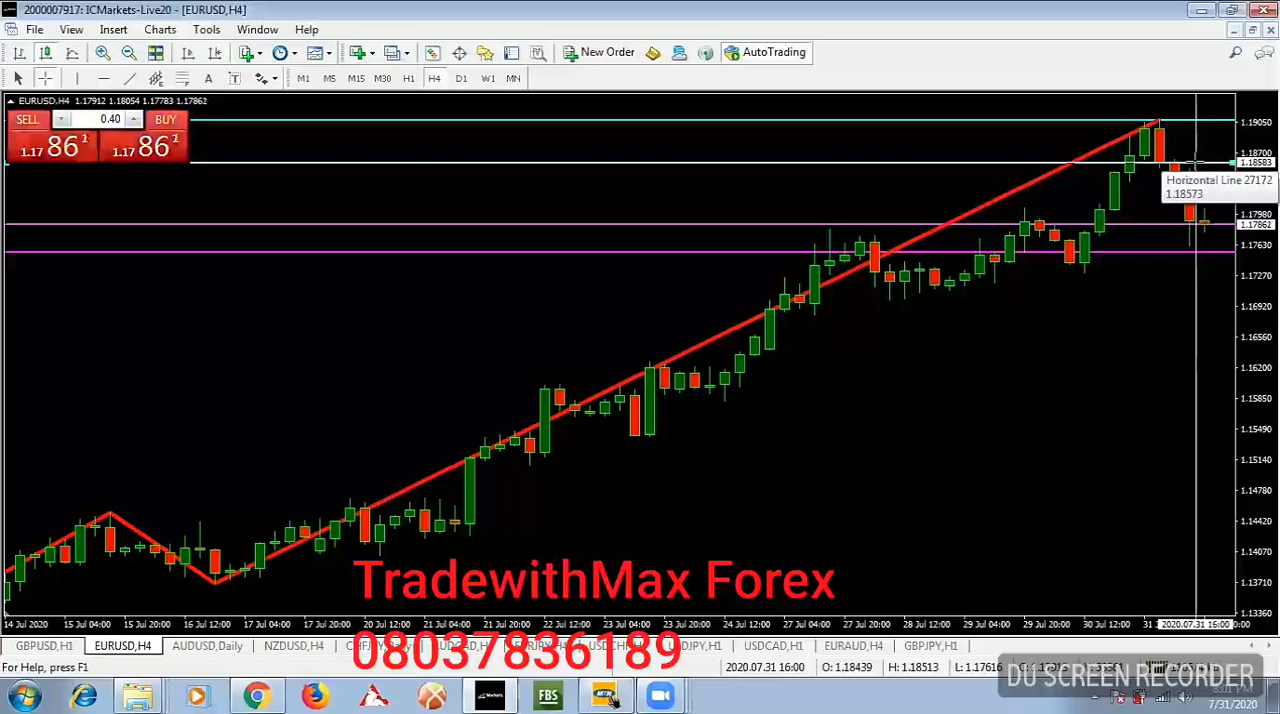 2000007917: ICMarkets-Live20 - [EURUSD,H4]
File View Insert Charts Tools Window Help
New Order AutoTrading
A T M1 M5 M15 M30 H1 H4 D1 W1 MN
EURUSD,H4 1.17912 1.18054 1.17783 1.17862
SELL 0.40 BUY
1.17 86 2 1.17 86 2
1.19050
1.18700
1.18583
Horizontal Line 27172
1.18573
1.17980
1.17862
1.17630
1.17270
1.16920
1.16560
1.16200
1.15850
1.15490
1.15140
1.14780
1.14420
1.14070
1.13710
1.13360
TradewithMax Forex
14 Jul 2020 15 Jul 04:00 15 Jul 20:00 16 Jul 12:00 17 Jul 04:00 17 Jul 20:00 20 Jul 12:00 21 Jul 04:00 21 Jul 20:00 22 Jul 12:00 23 Jul 04:00 23 Jul 20:00 24 Jul 12:00 27 Jul 04:00 27 Jul 20:00 28 Jul 12:00 29 Jul 04:00 29 Jul 20:00 30 Jul 12:00 2020.07.31 16:00
GBPUSD,H1 EURUSD,H4 AUDUSD,Daily NZDUSD,H4 USDCAD,H1 EURAUD,H4 GBPJPY,H1
08037836189
For Help, press F1 2020.07.31 16:00 O: 1.18439 H: 1.18513 L: 1.17616
DU SCREEN RECORDER
FBS
8:01 PM
7/31/2020